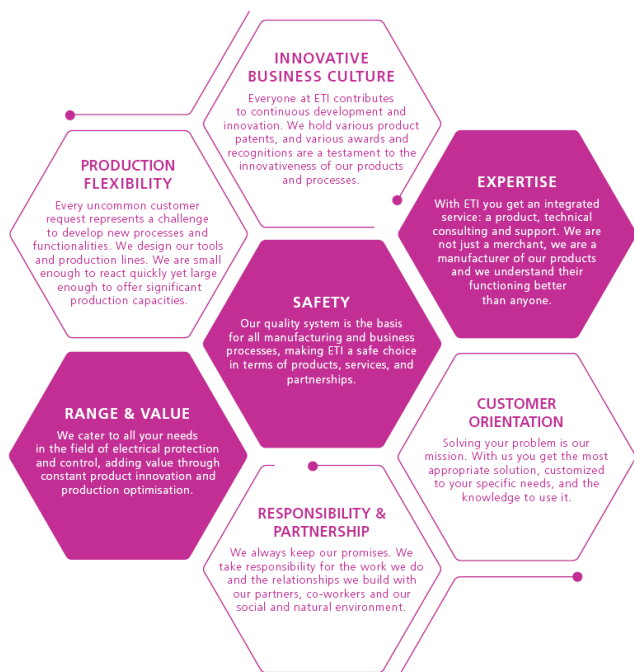 INNOVATIVE
BUSINESS CULTURE
Everyone at ETI contributes
to continuous development and
innovation. We hold various product
patents, and various awards and
recognitions are a testament to the
innovativeness of our products
and processes.
PRODUCTION
FLEXIBILITY
Every uncommon customer
request represents a challenge
to develop new processes and
functionalities. We design our tools
and production lines. We are small
enough to react quickly yet large
enough to offer significant
production capacities.
EXPERTISE
With ETI you get an integrated
service: a product, technical
consulting and support. We are
not just a merchant, we are a
manufacturer of our products
and we understand their
functioning better
than anyone.
SAFETY
Our quality system is the basis
for all manufacturing and business
processes, making ETI a safe choice
in terms of products, services, and
partnerships.
RANGE & VALUE
We cater to all your needs
in the field of electrical protection
and control, adding value through
constant product innovation and
production optimisation.
CUSTOMER
ORIENTATION
Solving your problem is our
mission. With us you get the most
appropriate solution, customized
to your specific needs, and the
knowledge to use it.
RESPONSIBILITY &
PARTNERSHIP
We always keep our promises. We
take responsibility for the work we do
and the relationships we build with
our partners, co-workers and our
social and natural environment.